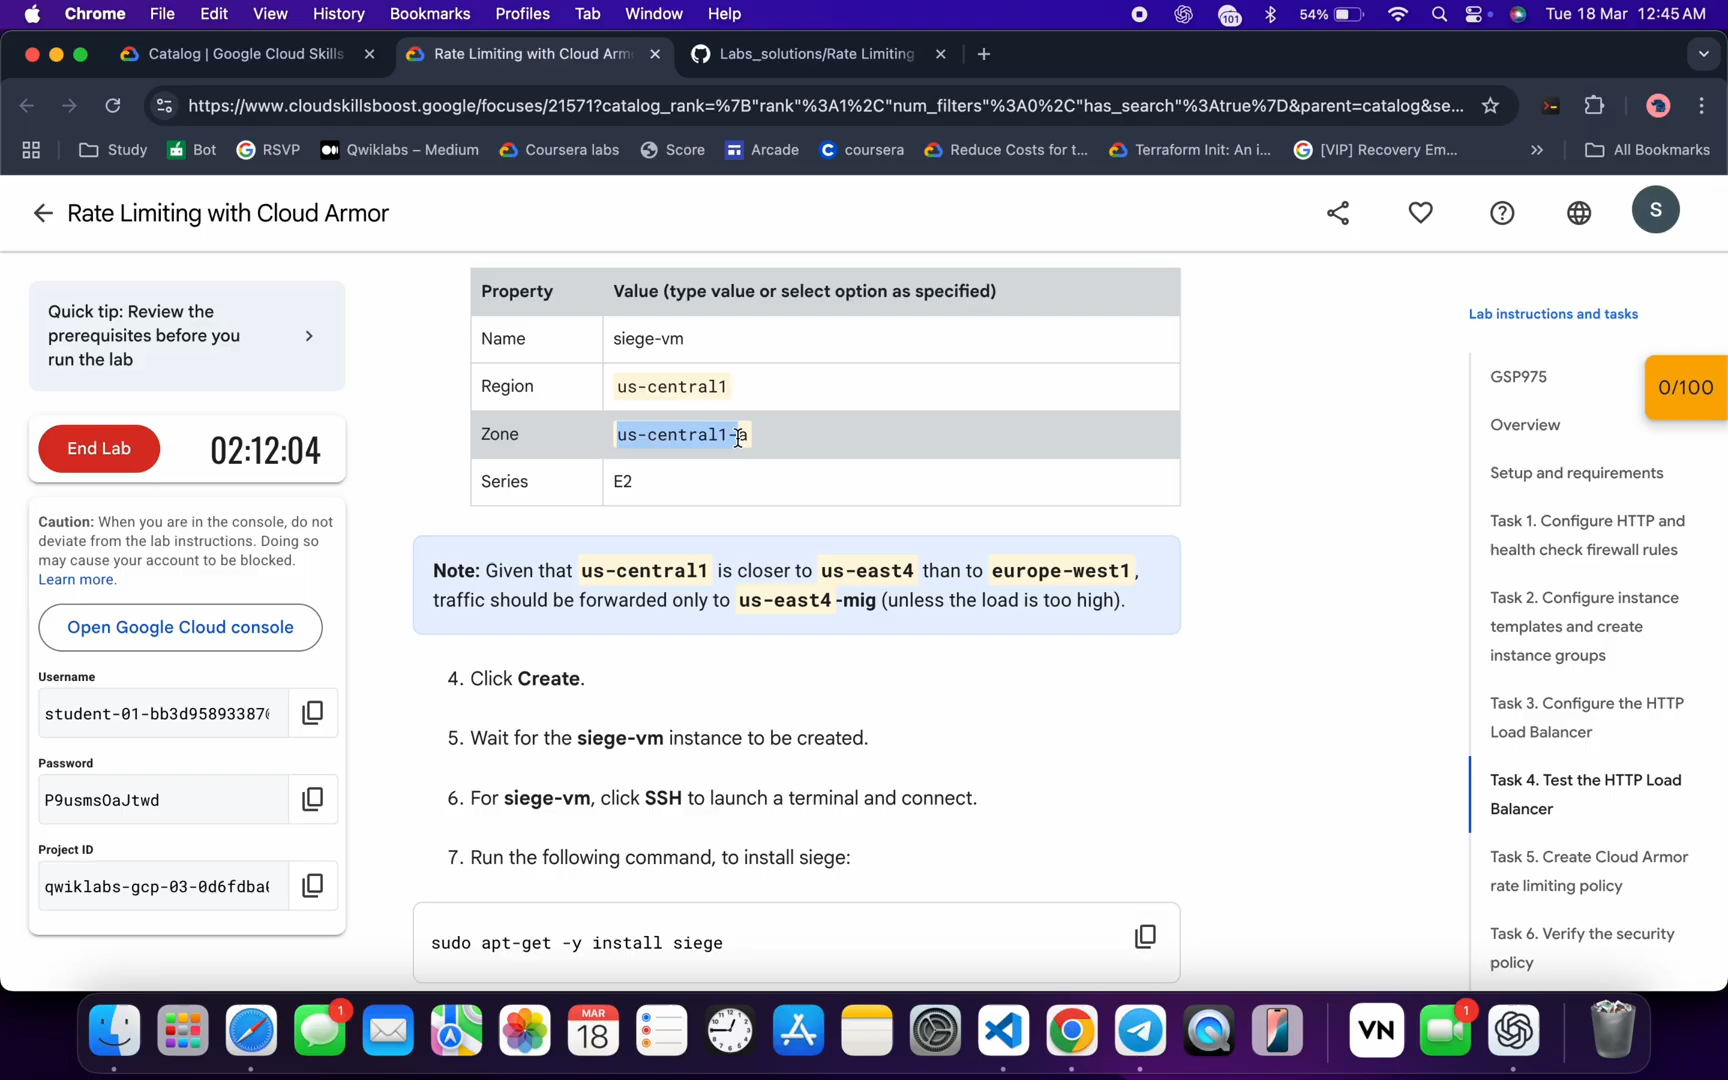 Chrome File Edit View History Bookmarks Profiles Tab Window Help 101 54% Tue 18 Mar 12:45 AM
Catalog | Google Cloud Skills Rate Limiting with Cloud Arm Labs_solutions/Rate Limiting
https://www.cloudskillsboost.google/focuses/21571?catalog_rank=%7B"rank"%3A1%2C"num_filters"%3A0%2C"has_search"%3Atrue%7D&parent=catalog&se...
Study Bot RSVP Qwiklabs – Medium Coursera labs Score Arcade coursera Reduce Costs for t... Terraform Init: An i... [VIP] Recovery Em... » All Bookmarks
Rate Limiting with Cloud Armor S
Quick tip: Review the
prerequisites before you
run the lab
End Lab 02:12:04
Caution: When you are in the console, do not
deviate from the lab instructions. Doing so
may cause your account to be blocked.
Learn more.
Open Google Cloud console
Username
student-01-bb3d95893387
Password
P9usmsOaJtwd
Project ID
qwiklabs-gcp-03-0d6fdba
Property Value (type value or select option as specified)
Name siege-vm
Region us-central1
Zone us-central1-a
Series E2
Note: Given that us-central1 is closer to us-east4 than to europe-west1,
traffic should be forwarded only to us-east4-mig (unless the load is too high).
4. Click Create.
5. Wait for the siege-vm instance to be created.
6. For siege-vm, click SSH to launch a terminal and connect.
7. Run the following command, to install siege:
sudo apt-get -y install siege
Lab instructions and tasks
GSP975
0/100
Overview
Setup and requirements
Task 1. Configure HTTP and
health check firewall rules
Task 2. Configure instance
templates and create
instance groups
Task 3. Configure the HTTP
Load Balancer
Task 4. Test the HTTP Load
Balancer
Task 5. Create Cloud Armor
rate limiting policy
Task 6. Verify the security
policy
1 MAR 18 VN 1